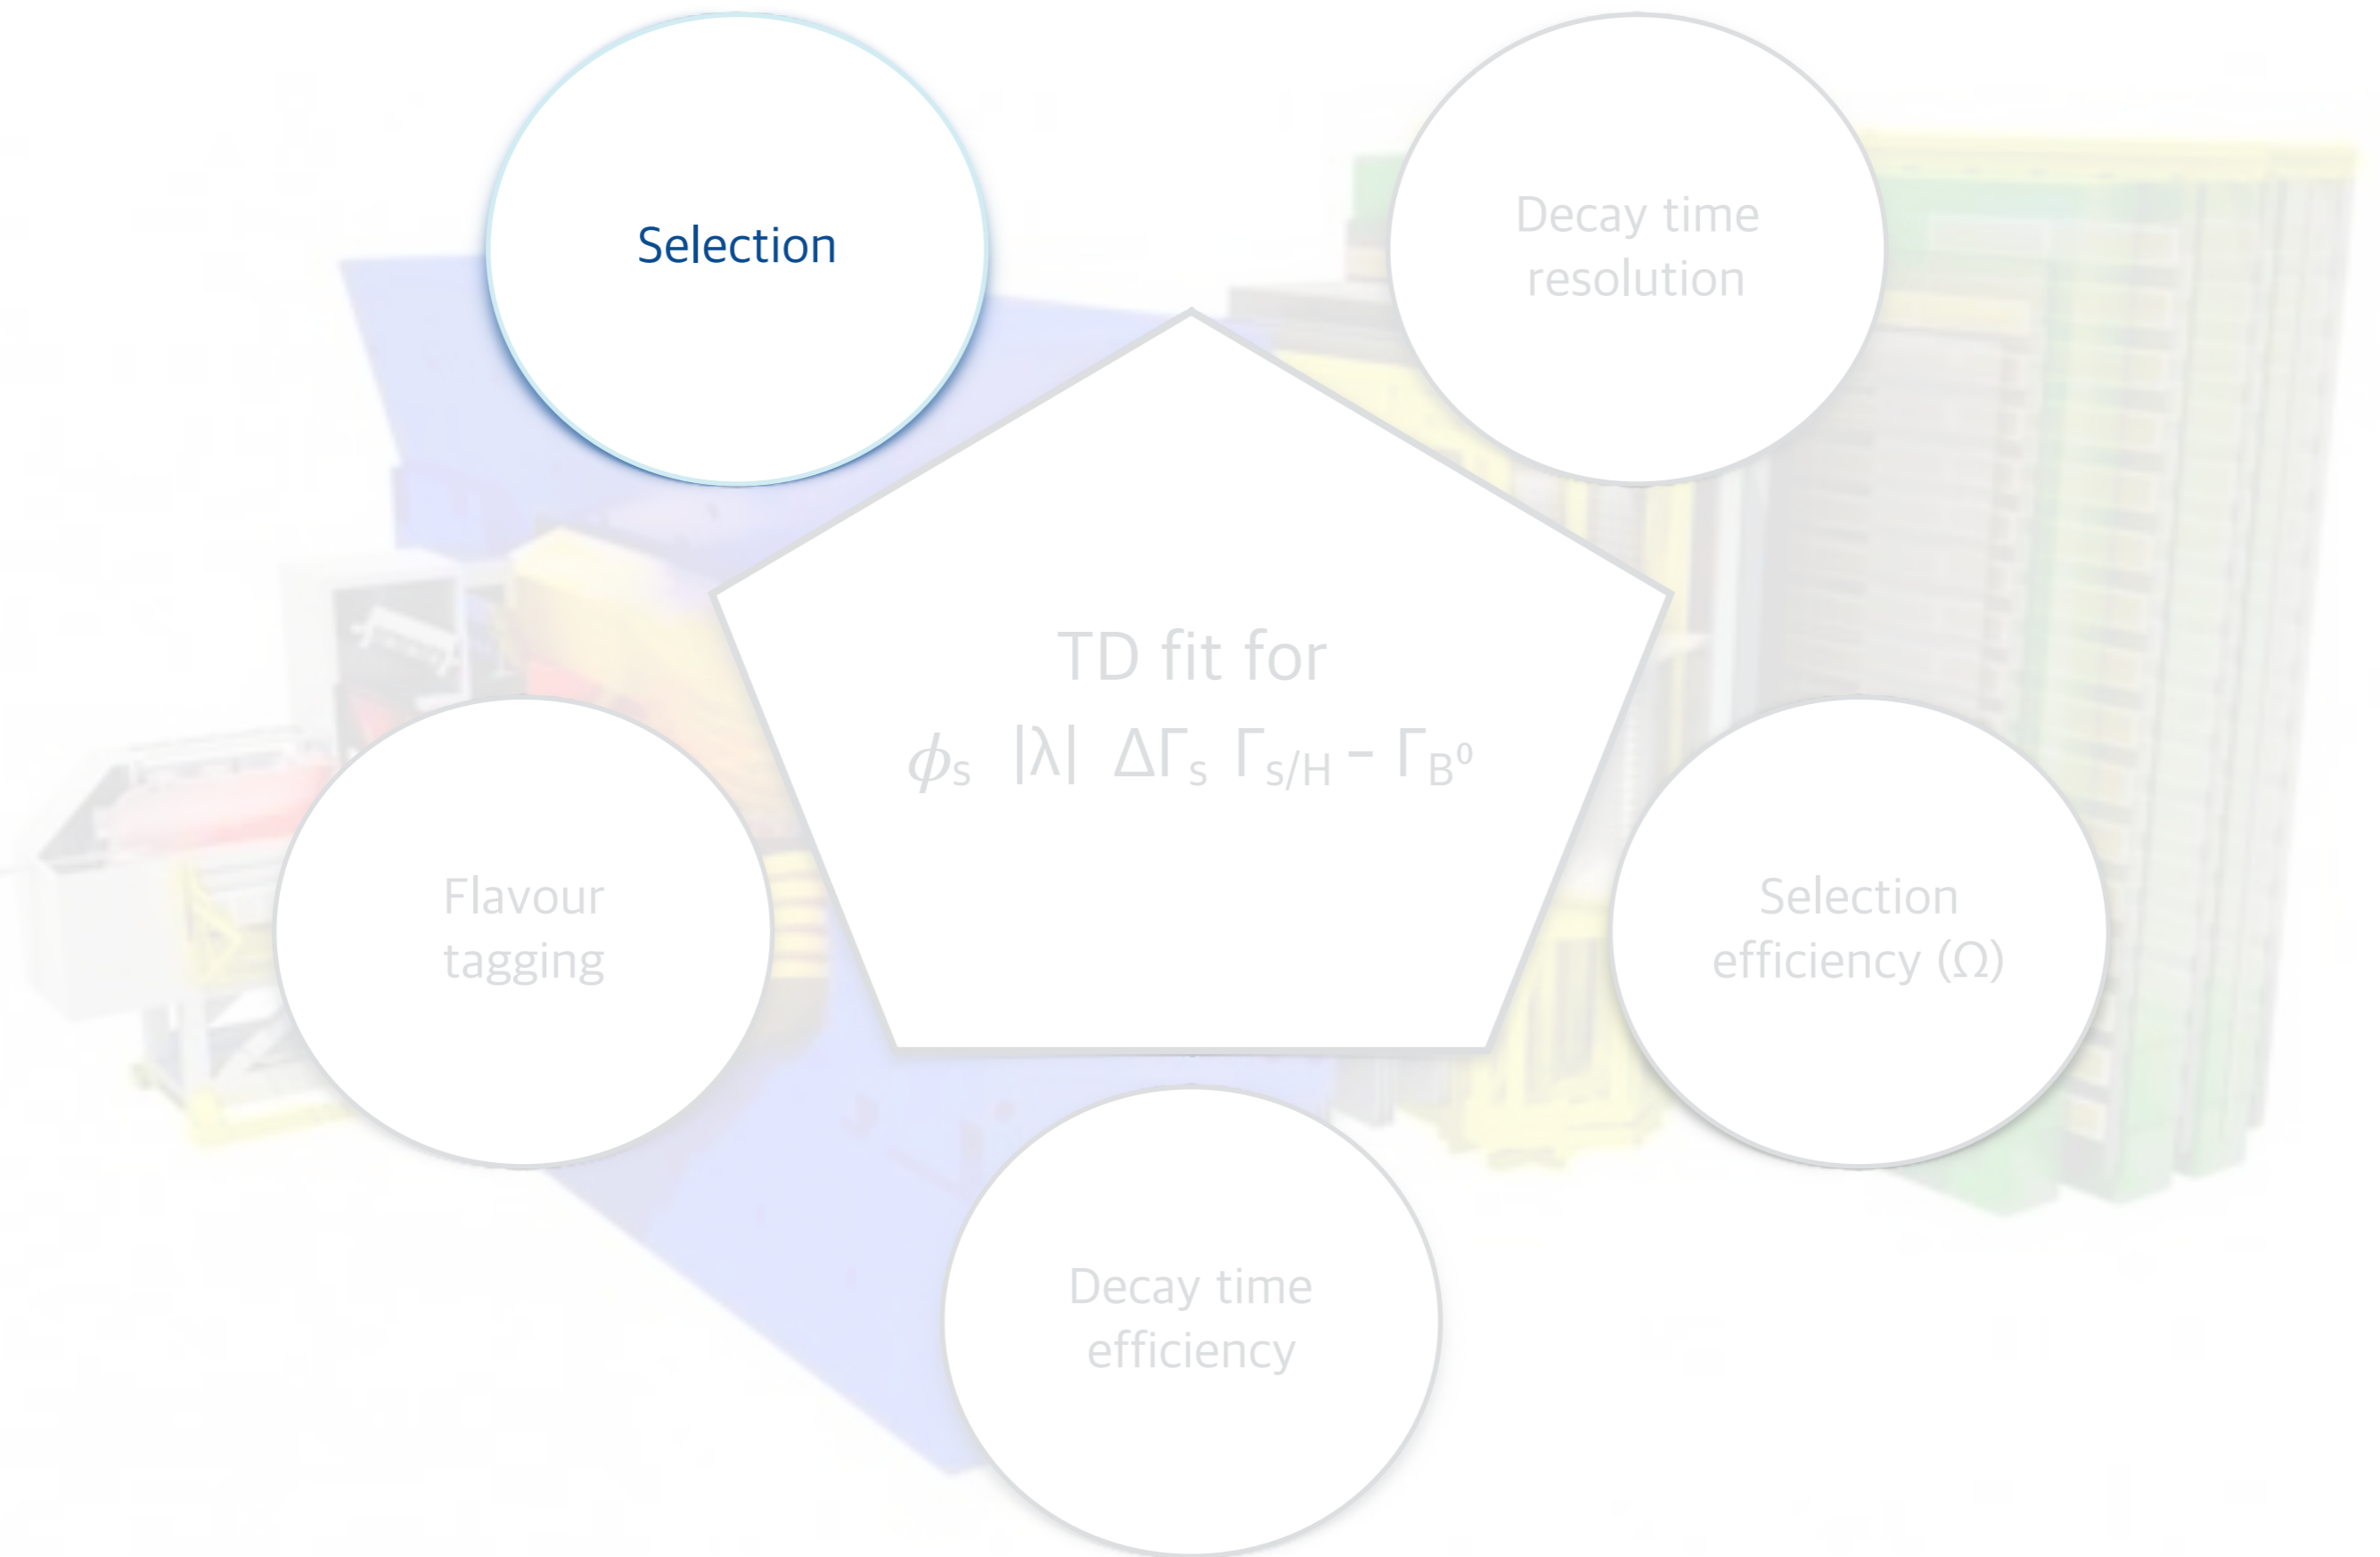 Selection
Decay time
resolution
TD fit for
ϕs |λ| ΔΓs Γs/H – ΓB⁰
Flavour
tagging
Selection
efficiency (Ω)
Decay time
efficiency